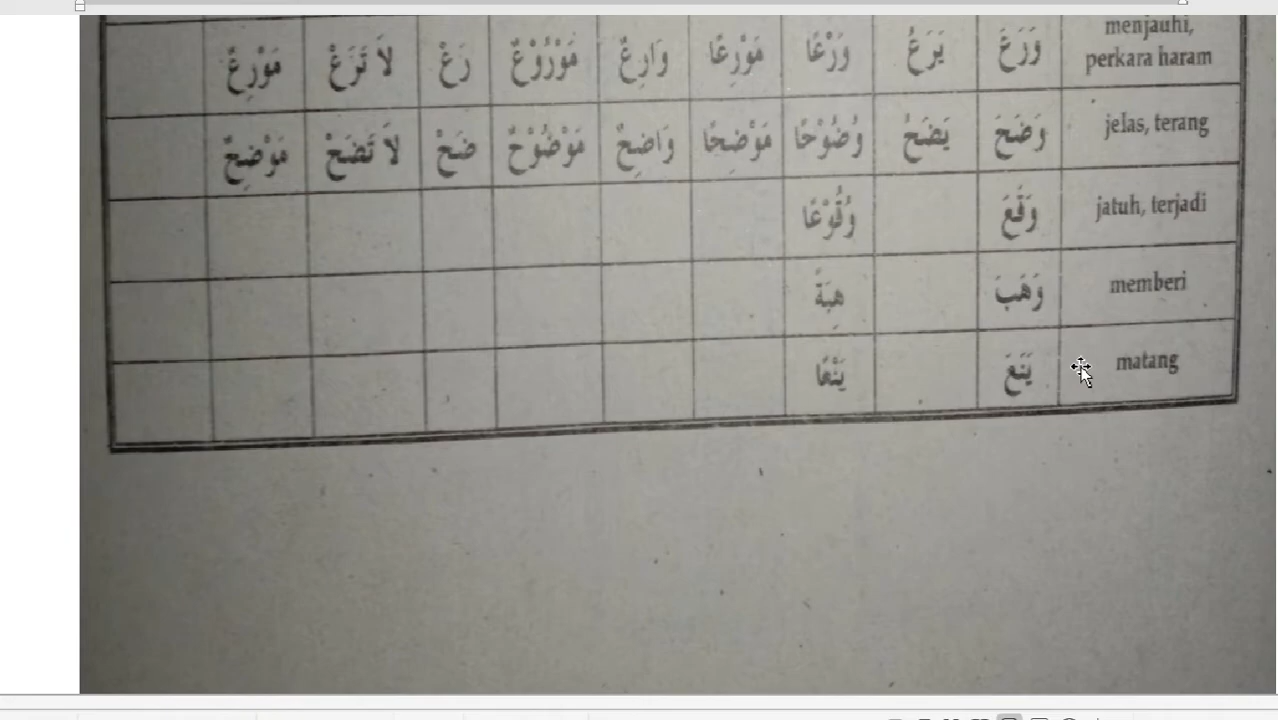 menjauhi,
perkara haram وَرَعَ يَرَعُ وَرْعًا مَوْرِعًا وَارِعٌ مَوْرُوْعٌ رَعْ لَا تَرَعْ مَوْرِعٌ
jelas, terang وَضَحَ يَضَحُ وُضُوْحًا مَوْضِحًا وَاضِحٌ مَوْضُوْحٌ ضَحْ لَا تَضَحْ مَوْضِحٌ
jatuh, terjadi وَقَعَ وُقُوْعًا
memberi وَهَبَ هِبَةً
matang يَنَعَ يَنْعًا